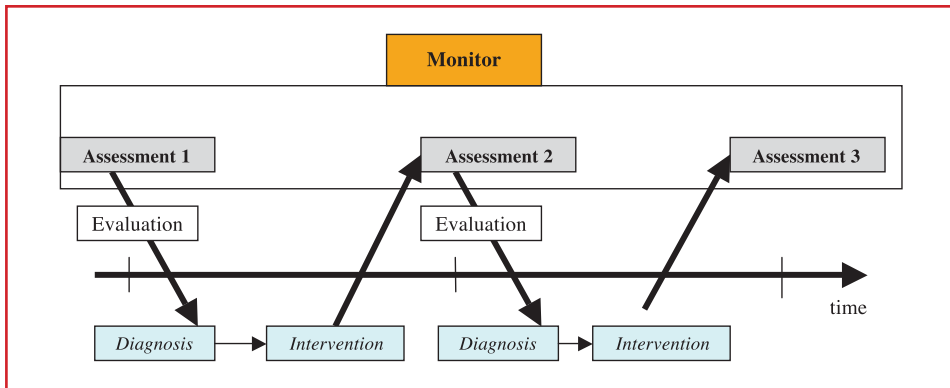 Monitor
Assessment 1
Assessment 2
Assessment 3
Evaluation
Evaluation
time
Diagnosis
Intervention
Diagnosis
Intervention